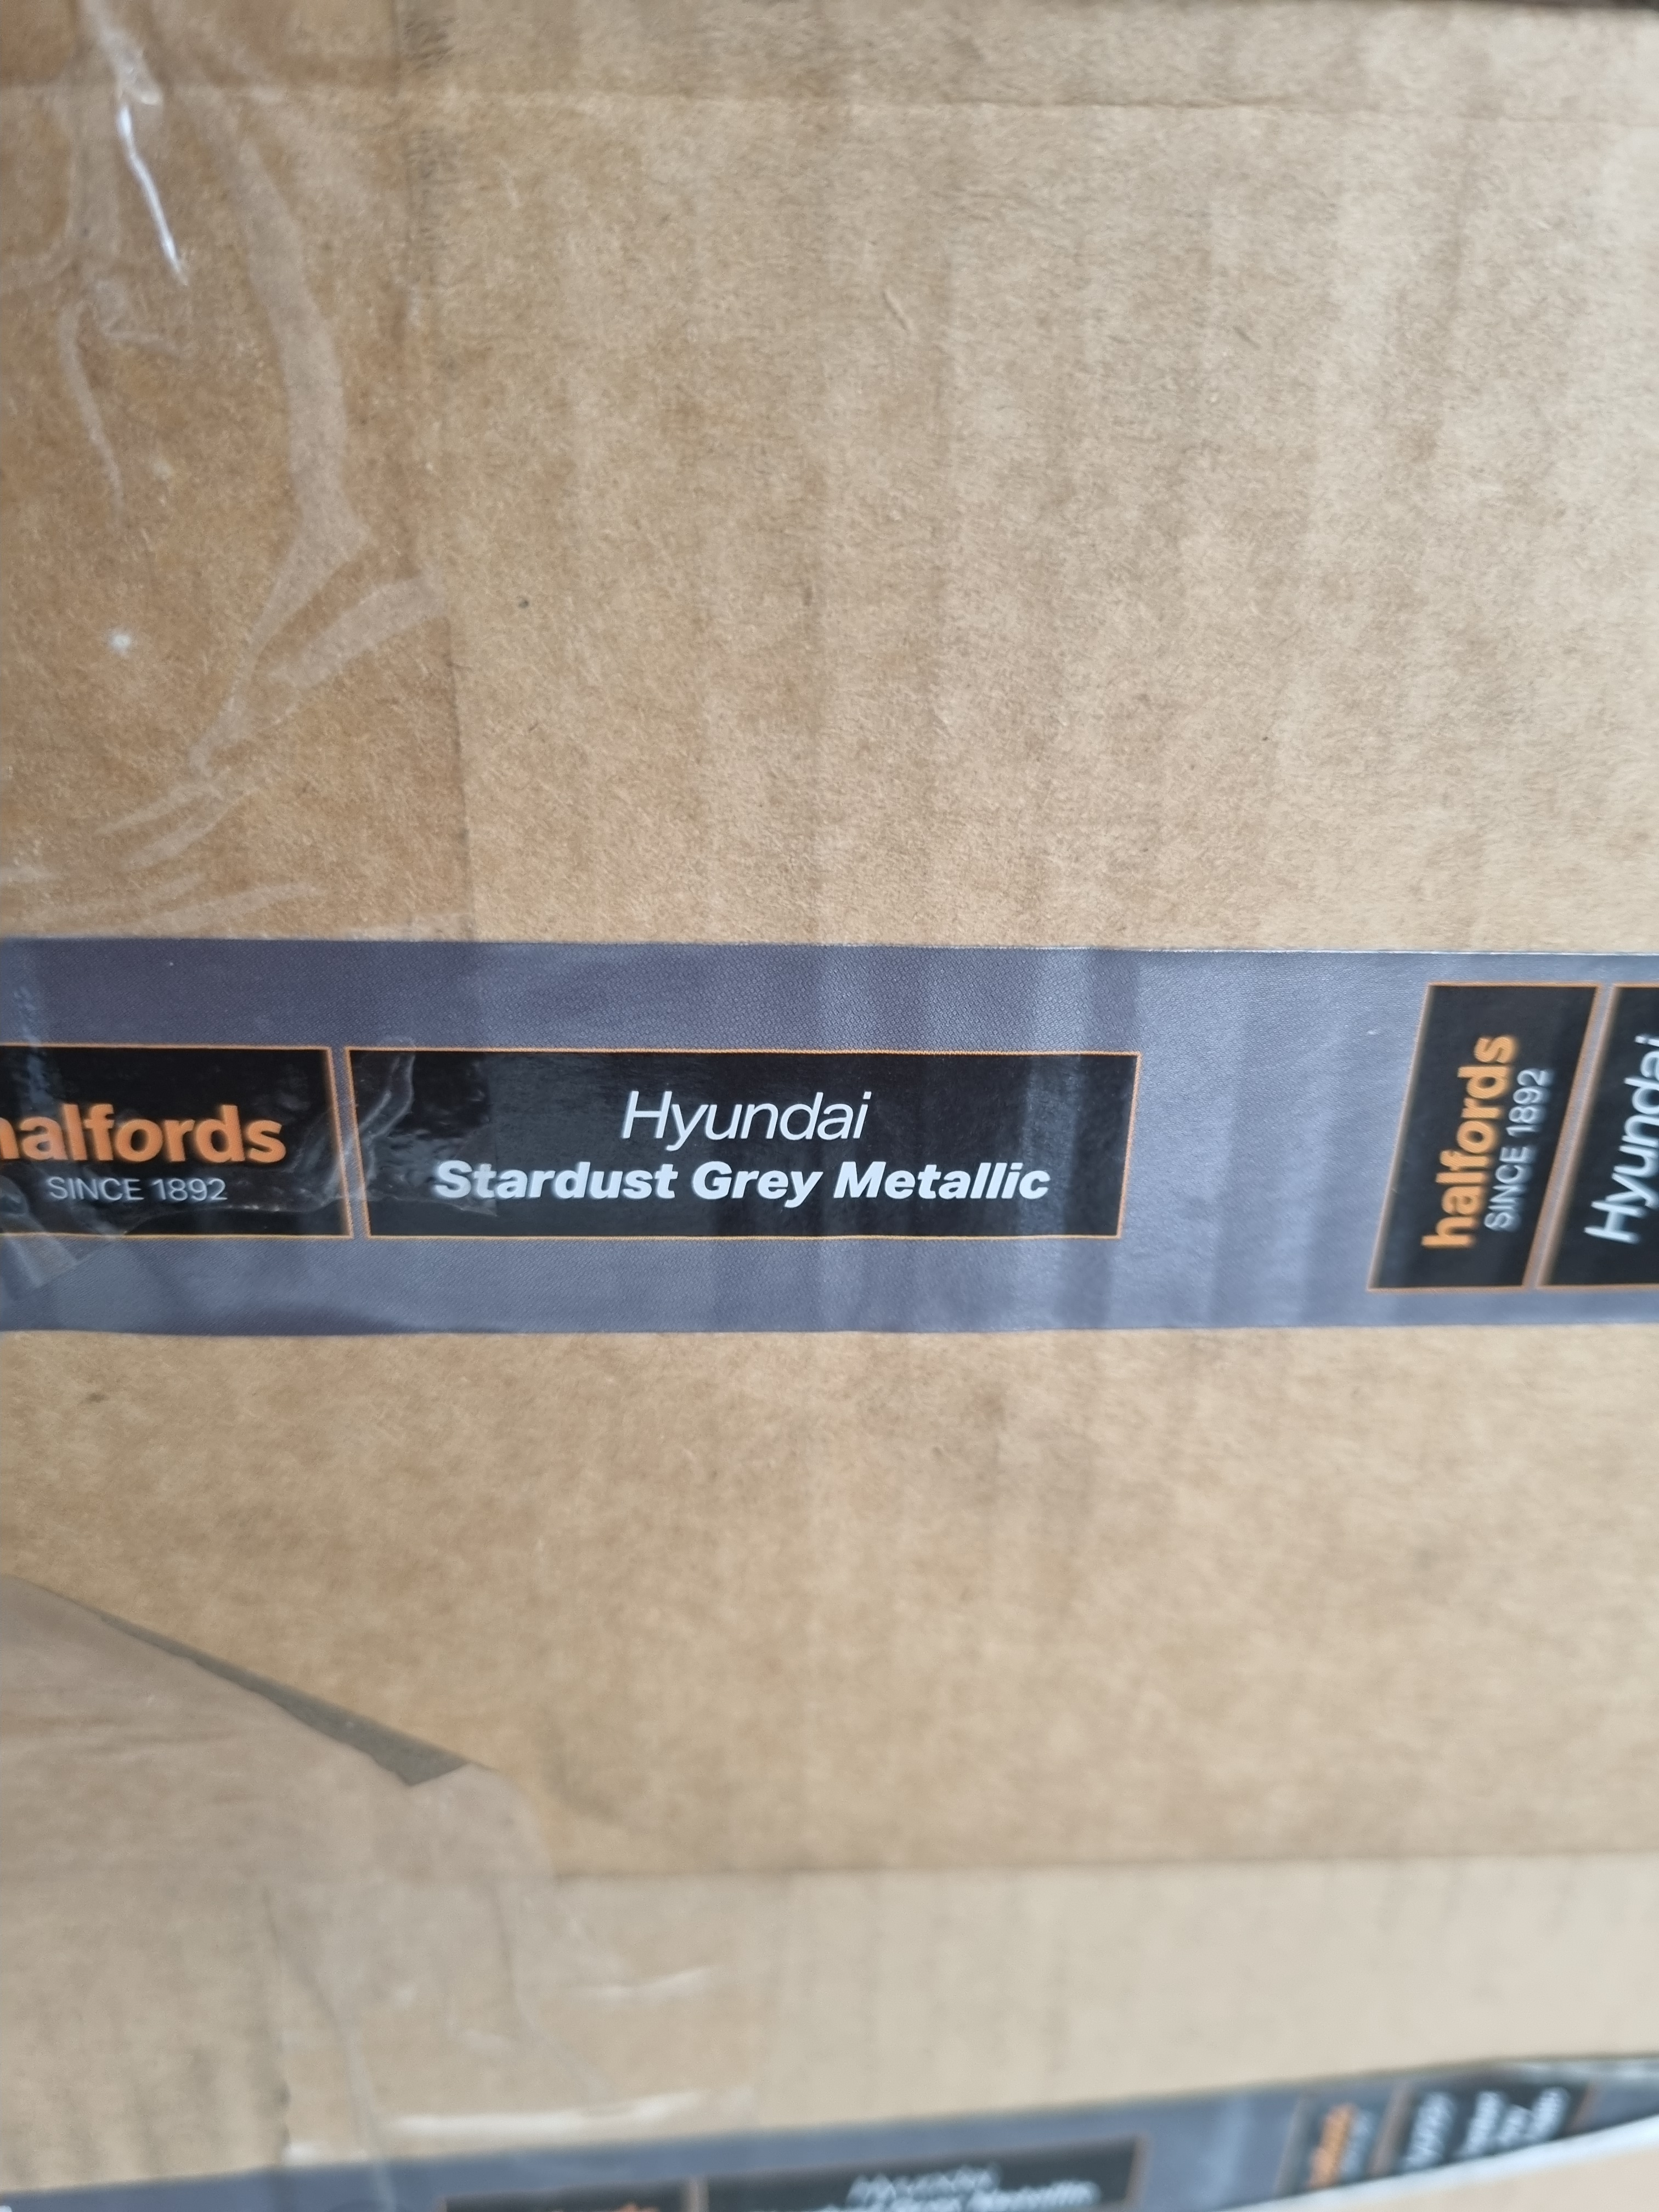 halfords
SINCE 1892
Hyundai
Stardust Grey Metallic
halfords
SINCE 1892
Hyundai